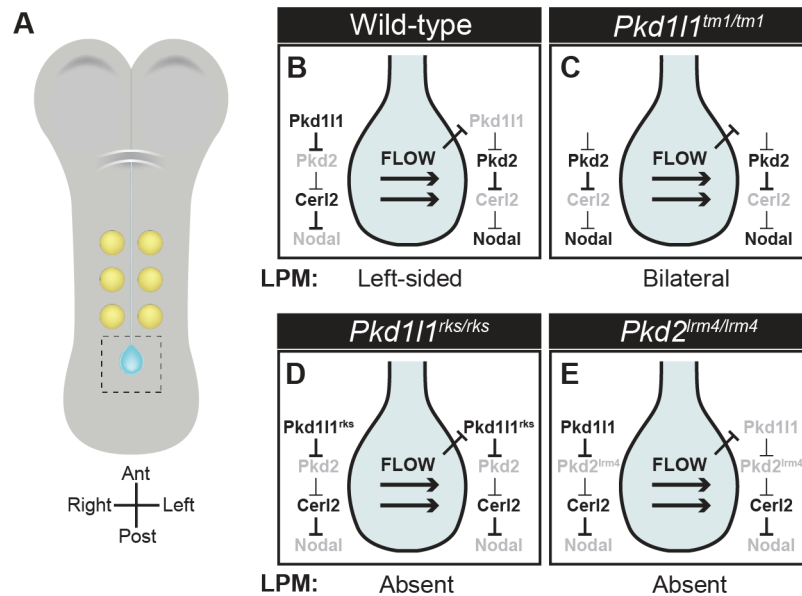 A
Ant
Right
Left
Post
Wild-type
B
Pkd1l1
Pkd2
Cerl2
Nodal
FLOW
Pkd1l1
Pkd2
Cerl2
Nodal
LPM:
Left-sided
Pkd1l1tm1/tm1
C
Pkd2
Cerl2
Nodal
FLOW
Pkd2
Cerl2
Nodal
Bilateral
Pkd1l1rks/rks
D
Pkd1l1rks
Pkd2
Cerl2
Nodal
FLOW
Pkd1l1rks
Pkd2
Cerl2
Nodal
LPM:
Absent
Pkd2lrm4/lrm4
E
Pkd1l1
Pkd2lrm4
Cerl2
Nodal
FLOW
Pkd1l1
Pkd2lrm4
Cerl2
Nodal
Absent